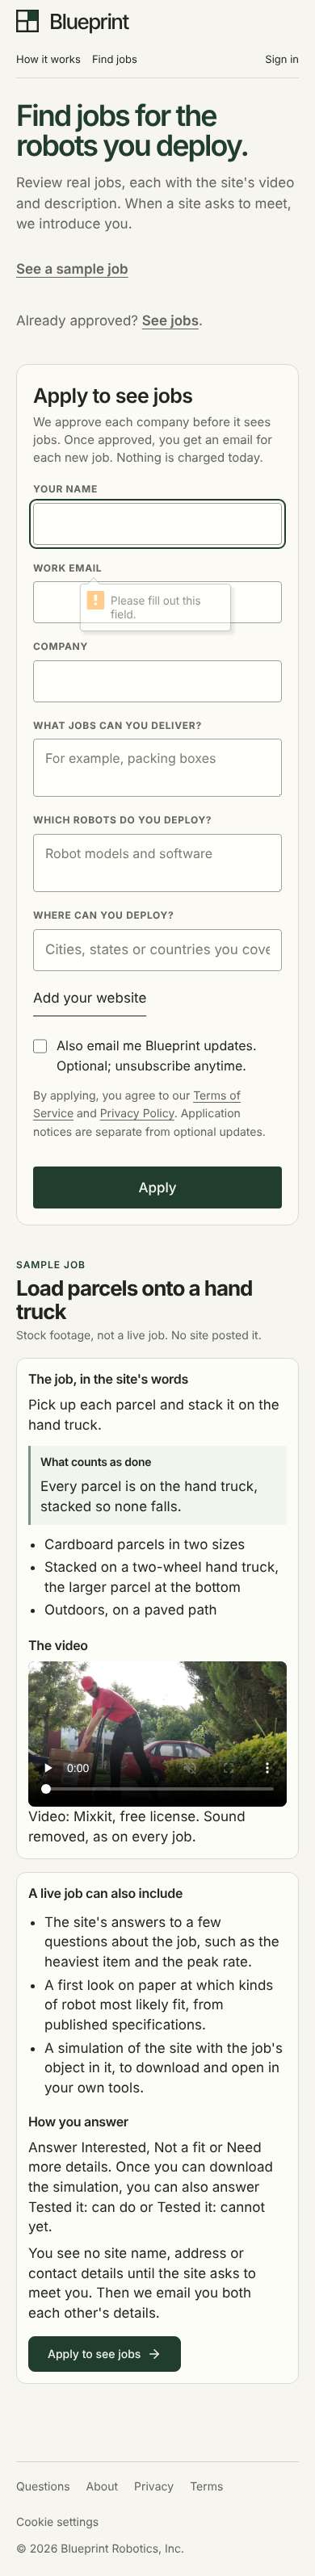 Blueprint
How it works Find jobs Sign in
Find jobs for the
robots you deploy.
Review real jobs, each with the site's video
and description. When a site asks to meet,
we introduce you.
See a sample job
Already approved? See jobs.
Apply to see jobs
We approve each company before it sees
jobs. Once approved, you get an email for
each new job. Nothing is charged today.
YOUR NAME
WORK EMAIL
Please fill out this
field.
COMPANY
WHAT JOBS CAN YOU DELIVER?
For example, packing boxes
WHICH ROBOTS DO YOU DEPLOY?
Robot models and software
WHERE CAN YOU DEPLOY?
Cities, states or countries you cove
Add your website
Also email me Blueprint updates.
Optional; unsubscribe anytime.
By applying, you agree to our Terms of
Service and Privacy Policy. Application
notices are separate from optional updates.
Apply
SAMPLE JOB
Load parcels onto a hand
truck
Stock footage, not a live job. No site posted it.
The job, in the site's words
Pick up each parcel and stack it on the
hand truck.
What counts as done
Every parcel is on the hand truck,
stacked so none falls.
• Cardboard parcels in two sizes
• Stacked on a two-wheel hand truck,
the larger parcel at the bottom
• Outdoors, on a paved path
The video
0:00
Video: Mixkit, free license. Sound
removed, as on every job.
A live job can also include
• The site's answers to a few
questions about the job, such as the
heaviest item and the peak rate.
• A first look on paper at which kinds
of robot most likely fit, from
published specifications.
• A simulation of the site with the job's
object in it, to download and open in
your own tools.
How you answer
Answer Interested, Not a fit or Need
more details. Once you can download
the simulation, you can also answer
Tested it: can do or Tested it: cannot
yet.
You see no site name, address or
contact details until the site asks to
meet you. Then we email you both
each other's details.
Apply to see jobs →
Questions About Privacy Terms
Cookie settings
© 2026 Blueprint Robotics, Inc.